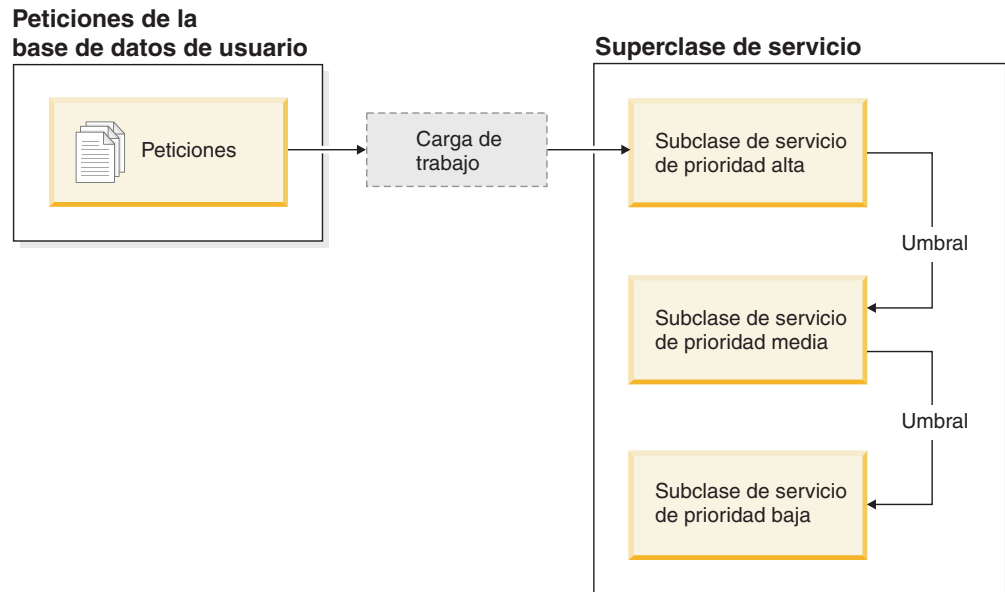 Peticiones de la
base de datos de usuario
Peticiones
Carga de
trabajo
Superclase de servicio
Subclase de servicio
de prioridad alta
Umbral
Subclase de servicio
de prioridad media
Umbral
Subclase de servicio
de prioridad baja